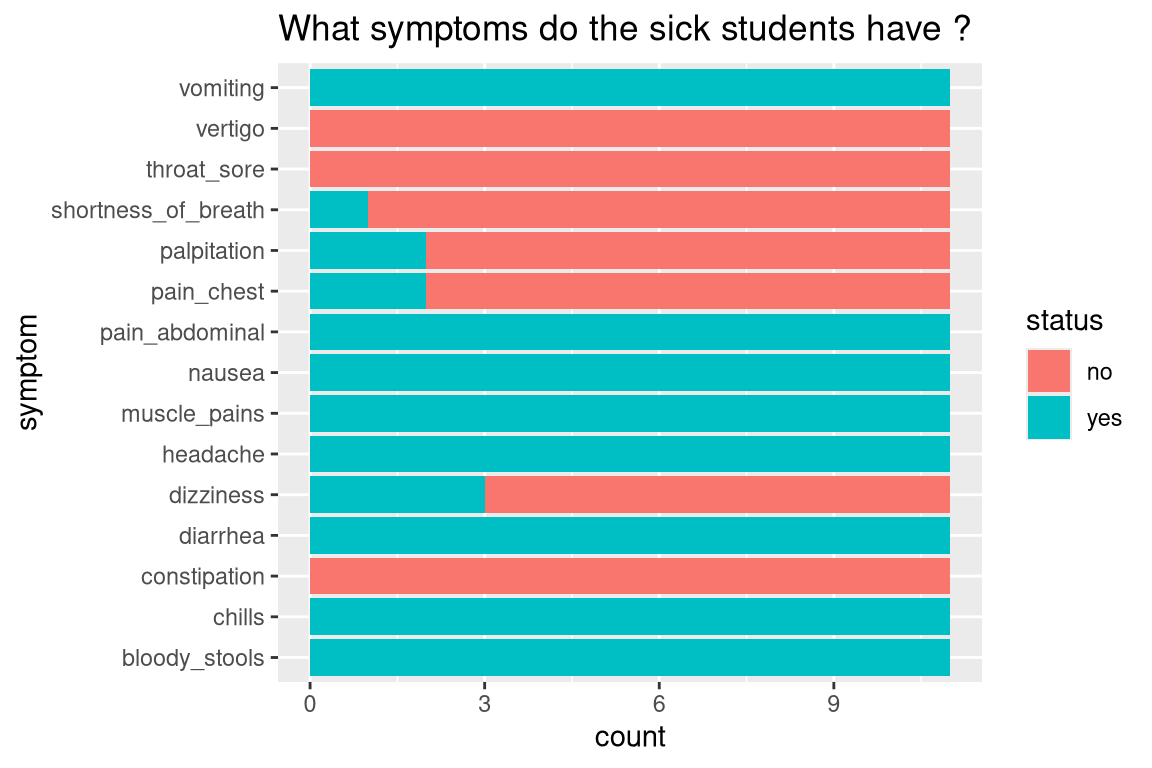 What symptoms do the sick students have ?
vomiting
vertigo
throat_sore
shortness_of_breath
palpitation
pain_chest
pain_abdominal
nausea
muscle_pains
headache
dizziness
diarrhea
constipation
chills
bloody_stools
symptom
0 3 6 9
count
status
no
yes